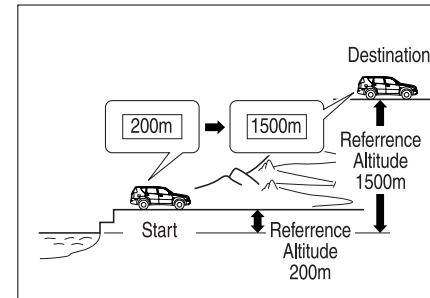 Destination
200m
1500m
Referrence
Altitude
1500m
Start
Referrence
Altitude
200m